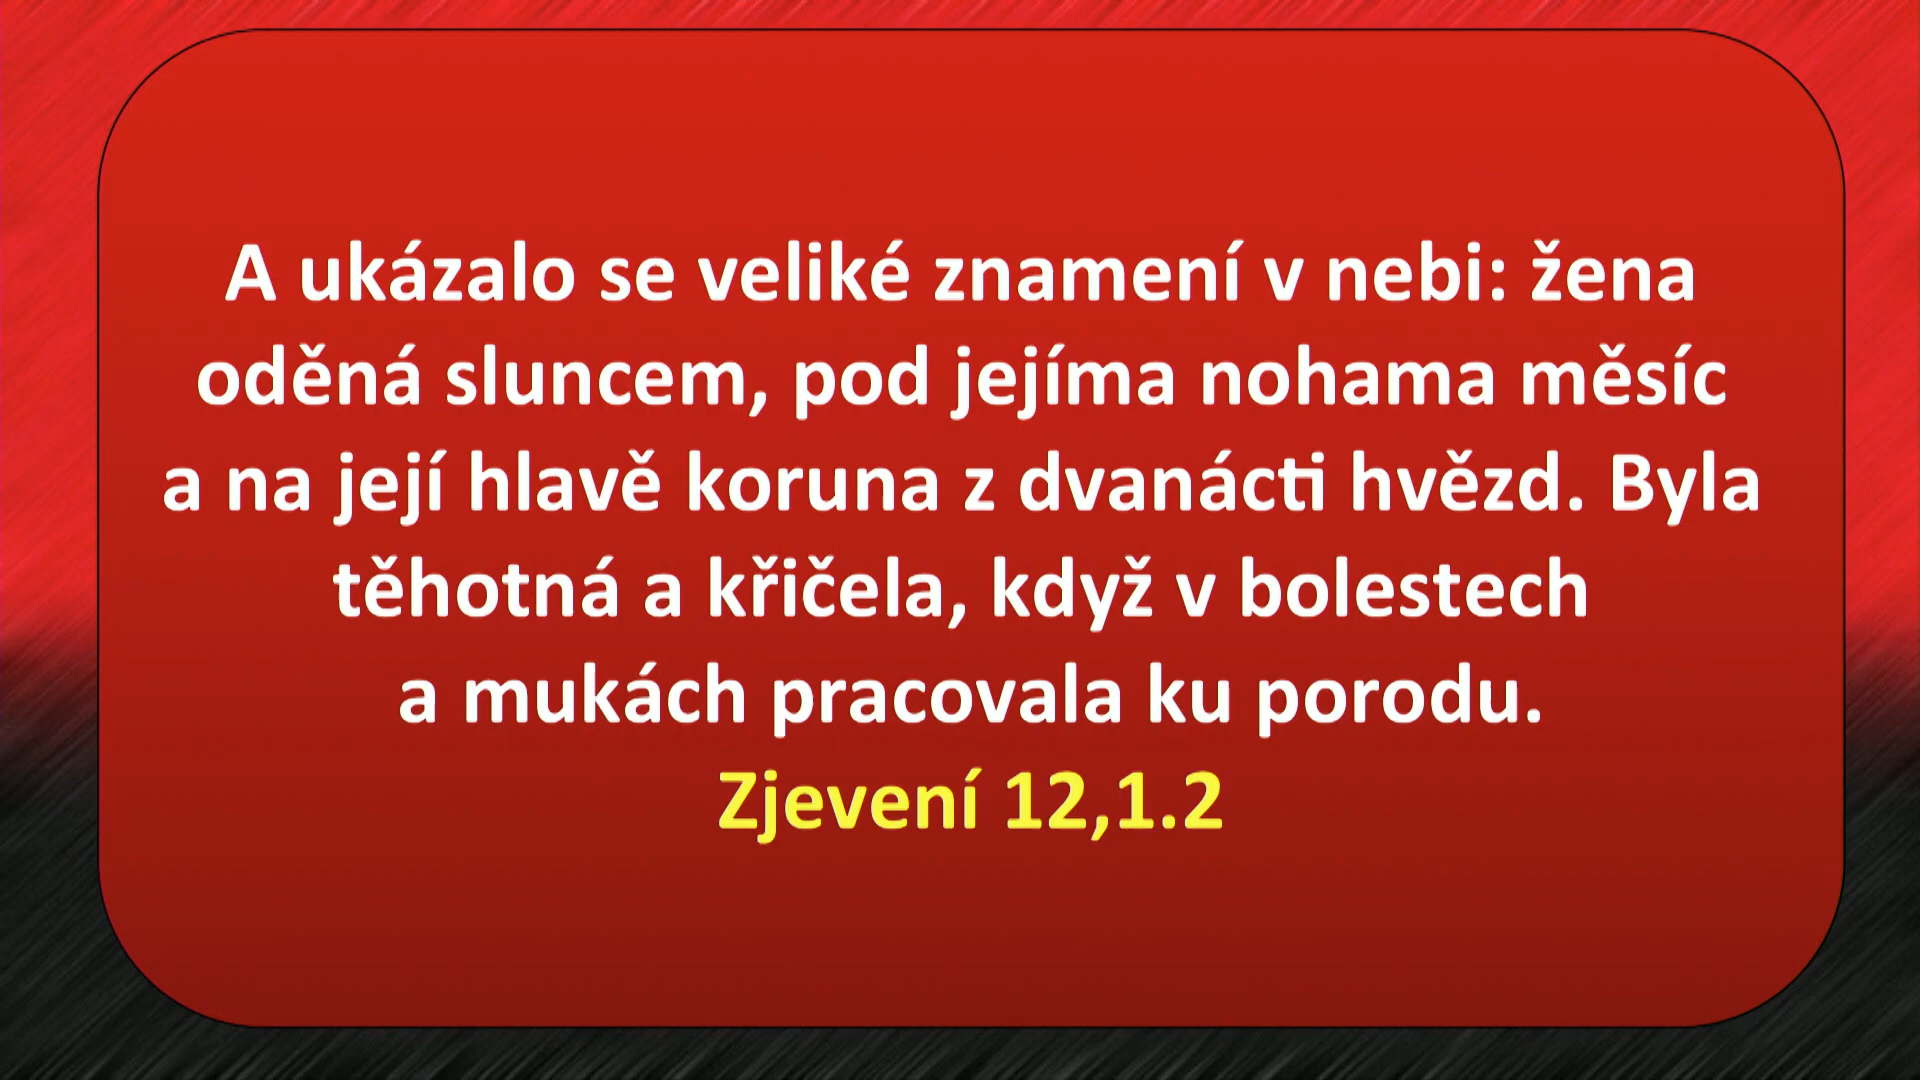 A ukázalo se veliké znamení v nebi: žena
oděná sluncem, pod jejíma nohama měsíc
a na její hlavě koruna z dvanácti hvězd. Byla
těhotná a křičela, když v bolestech
a mukách pracovala ku porodu.
Zjevení 12,1.2